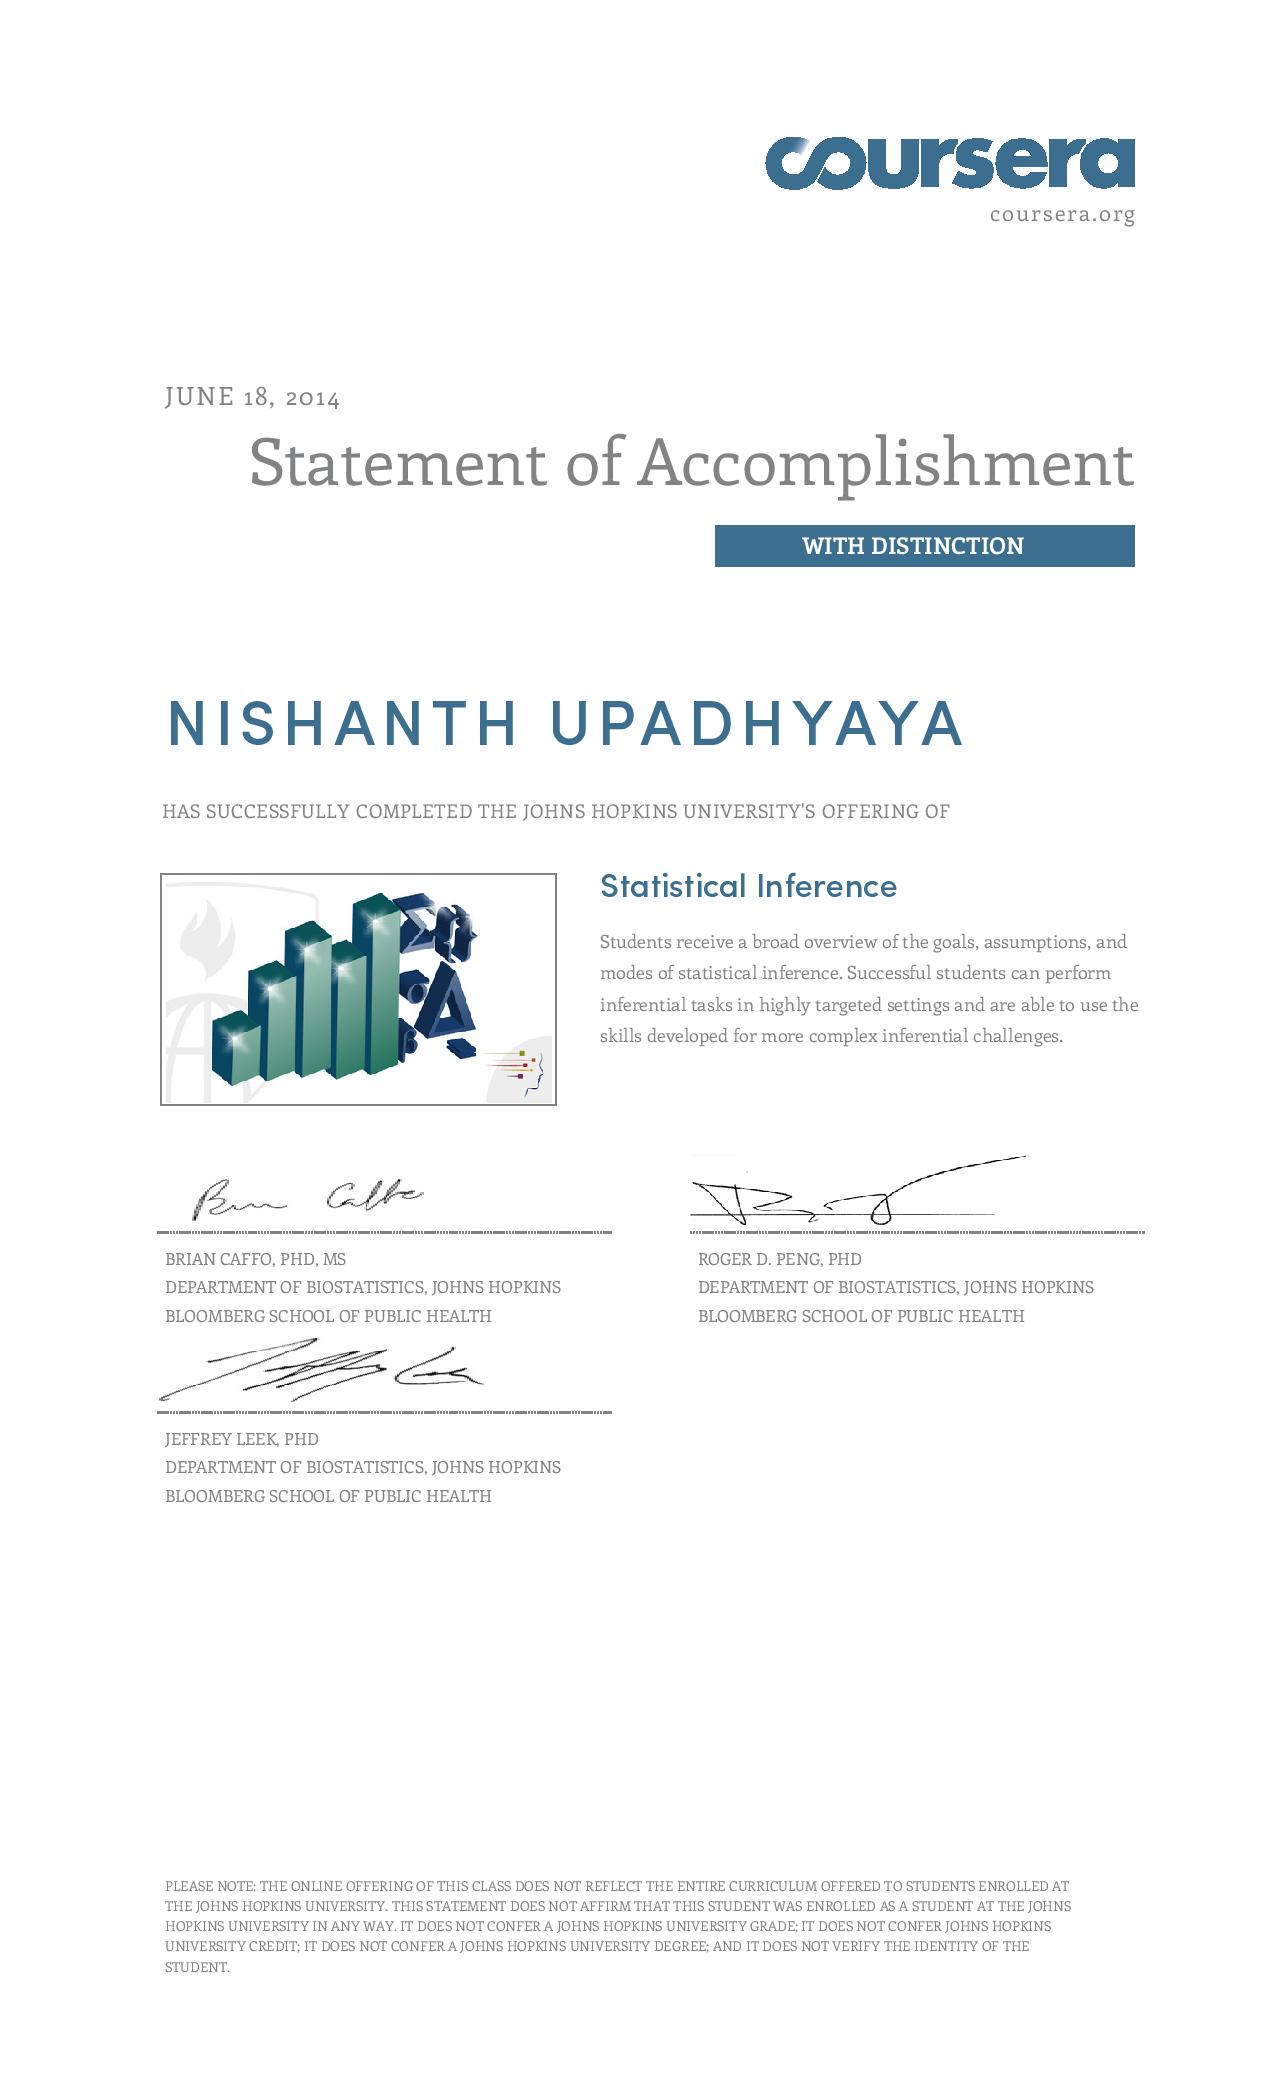 coursera
coursera.org
JUNE 18, 2014
Statement of Accomplishment
WITH DISTINCTION
NISHANTH UPADHYAYA
HAS SUCCESSFULLY COMPLETED THE JOHNS HOPKINS UNIVERSITY'S OFFERING OF
Statistical Inference
Students receive a broad overview of the goals, assumptions, and
modes of statistical inference. Successful students can perform
inferential tasks in highly targeted settings and are able to use the
skills developed for more complex inferential challenges.
BRIAN CAFFO, PHD, MS
DEPARTMENT OF BIOSTATISTICS, JOHNS HOPKINS
BLOOMBERG SCHOOL OF PUBLIC HEALTH
ROGER D. PENG, PHD
DEPARTMENT OF BIOSTATISTICS, JOHNS HOPKINS
BLOOMBERG SCHOOL OF PUBLIC HEALTH
JEFFREY LEEK, PHD
DEPARTMENT OF BIOSTATISTICS, JOHNS HOPKINS
BLOOMBERG SCHOOL OF PUBLIC HEALTH
PLEASE NOTE: THE ONLINE OFFERING OF THIS CLASS DOES NOT REFLECT THE ENTIRE CURRICULUM OFFERED TO STUDENTS ENROLLED AT
THE JOHNS HOPKINS UNIVERSITY. THIS STATEMENT DOES NOT AFFIRM THAT THIS STUDENT WAS ENROLLED AS A STUDENT AT THE JOHNS
HOPKINS UNIVERSITY IN ANY WAY. IT DOES NOT CONFER A JOHNS HOPKINS UNIVERSITY GRADE; IT DOES NOT CONFER JOHNS HOPKINS
UNIVERSITY CREDIT; IT DOES NOT CONFER A JOHNS HOPKINS UNIVERSITY DEGREE; AND IT DOES NOT VERIFY THE IDENTITY OF THE
STUDENT.